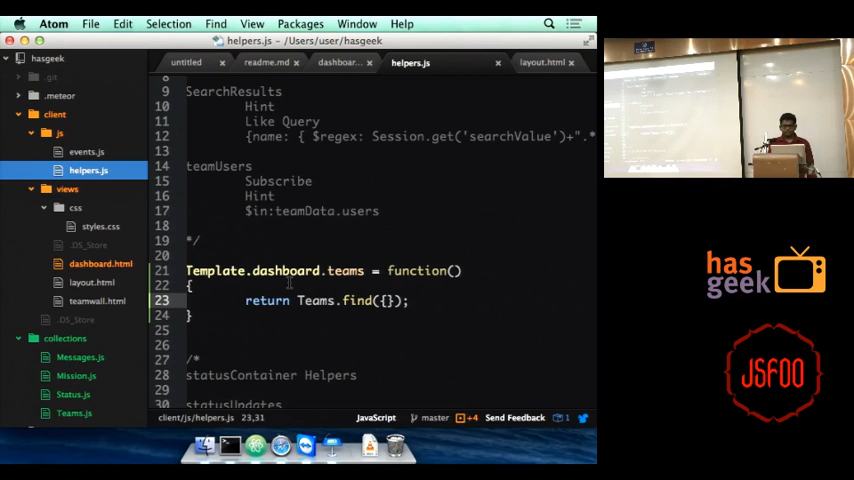 Atom File Edit Selection Find View Packages Window Help
helpers.js - /Users/user/hasgeek
hasgeek
.git
.meteor
client
js
events.js
helpers.js
views
css
styles.css
.DS_Store
dashboard.html
layout.html
teamwall.html
.DS_Store
collections
Messages.js
Mission.js
Status.js
Teams.js
untitled
readme.md
dashboar...
helpers.js
layout.html
8
9 SearchResults
10 Hint
11 Like Query
12 {name: { $regex: Session.get('searchValue')+".*
13
14 teamUsers
15 Subscribe
16 Hint
17 $in:teamData.users
18
19 */
20
21 Template.dashboard.teams = function()
22 {
23 return Teams.find({});
24 }
25
26
27 /*
28 statusContainer Helpers
29
30 statusUpdates
client/js/helpers.js 23,31 JavaScript master +4 Send Feedback 1
has
geek
JSFOO